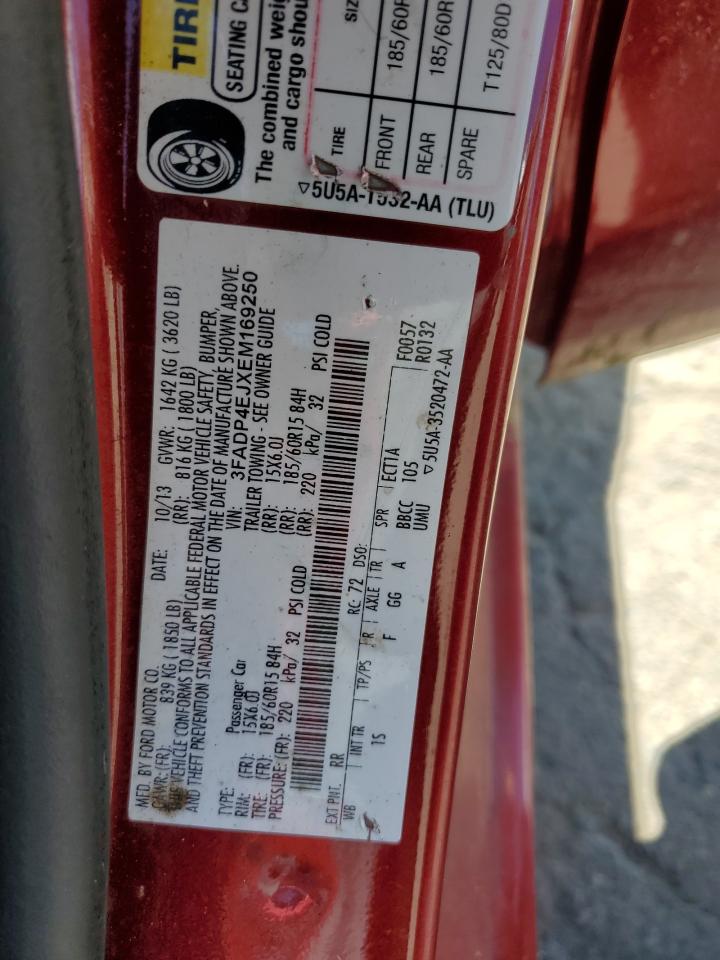 TIRE
SEATING CA
The combined weig
and cargo shou
TIRE SIZ
FRONT 185/60R
REAR 185/60R
SPARE T125/80D
▽5U5A-1532-AA (TLU)
MFD. BY FORD MOTOR CO. DATE: 10/13 GVWR: 1642 KG ( 3620 LB)
GAWR: (FR): 839 KG ( 1850 LB) (RR): 816 KG ( 1800 LB)
THIS VEHICLE CONFORMS TO ALL APPLICABLE FEDERAL MOTOR VEHICLE SAFETY, BUMPER,
AND THEFT PREVENTION STANDARDS IN EFFECT ON THE DATE OF MANUFACTURE SHOWN ABOVE.
VIN: 3FADP4EJXEM169250
TYPE: Passenger Car TRAILER TOWING - SEE OWNER GUIDE
RIM: (FR): 15X6.0J (RR): 15X6.0J
TIRE: (FR): 185/60R15 84H (RR): 185/60R15 84H
PRESSURE: (FR): 220 kPa/ 32 PSI COLD (RR): 220 kPa/ 32 PSI COLD
EXT PNT: RR RC: 72 DSO: F0057
WB INT TR TP/PS R AXLE TR SPR ECT1A R0132
IS F GG A BBCC 105
UMU ▽5U5A-3520472-AA